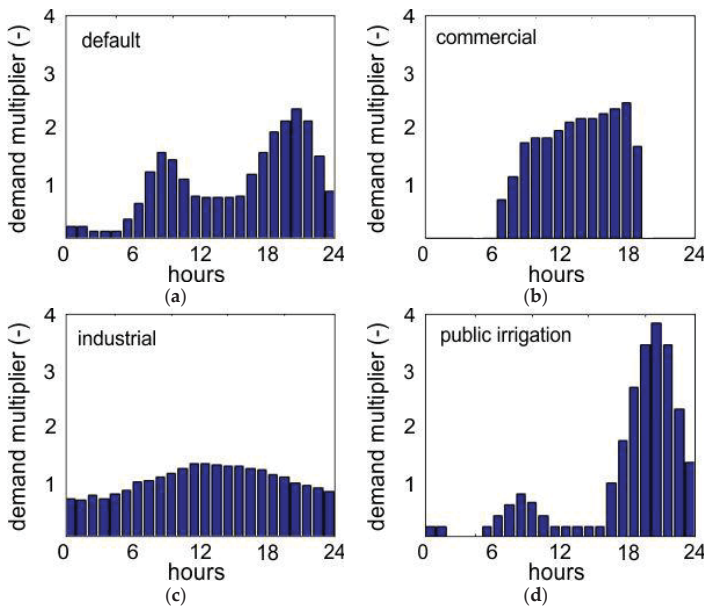 4
default
3
2
1
demand multiplier (-)
0 6 12 18 24
hours
(a)
4
commercial
3
2
1
demand multiplier (-)
0 6 12 18 24
hours
(b)
4
industrial
3
2
1
demand multiplier (-)
0 6 12 18 24
hours
(c)
4
public irrigation
3
2
1
demand multiplier (-)
0 6 12 18 24
hours
(d)